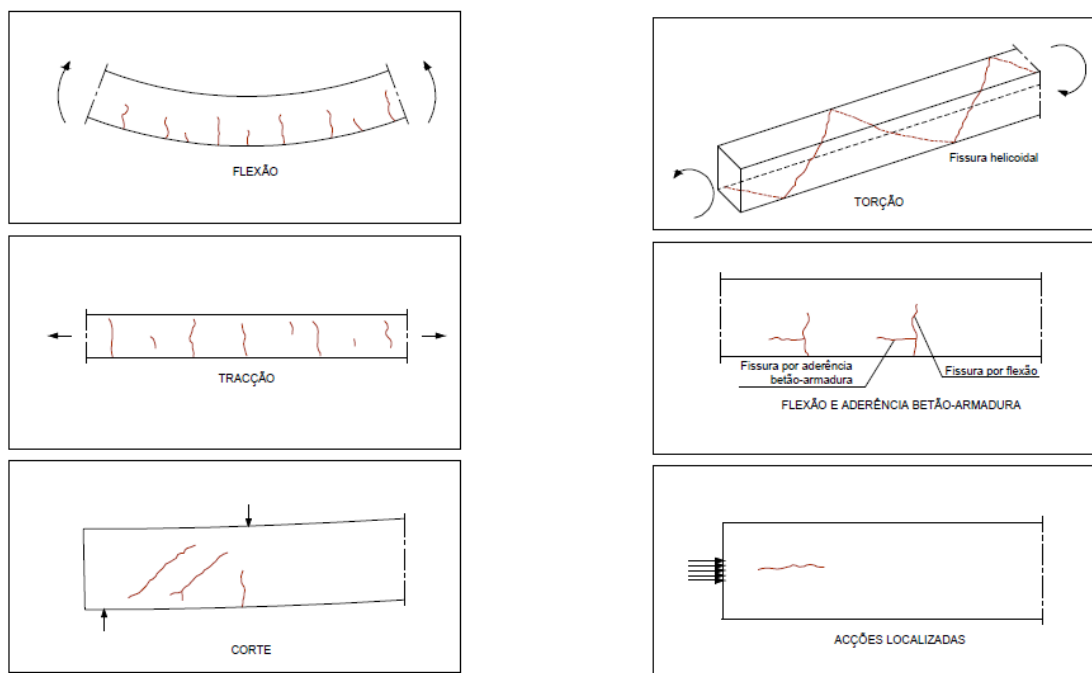 FLEXÃO
TRACÇÃO
CORTE
Fissura helicoidal
TORÇÃO
Fissura por aderência
betão-armadura
Fissura por flexão
FLEXÃO E ADERÊNCIA BETÃO-ARMADURA
ACÇÕES LOCALIZADAS